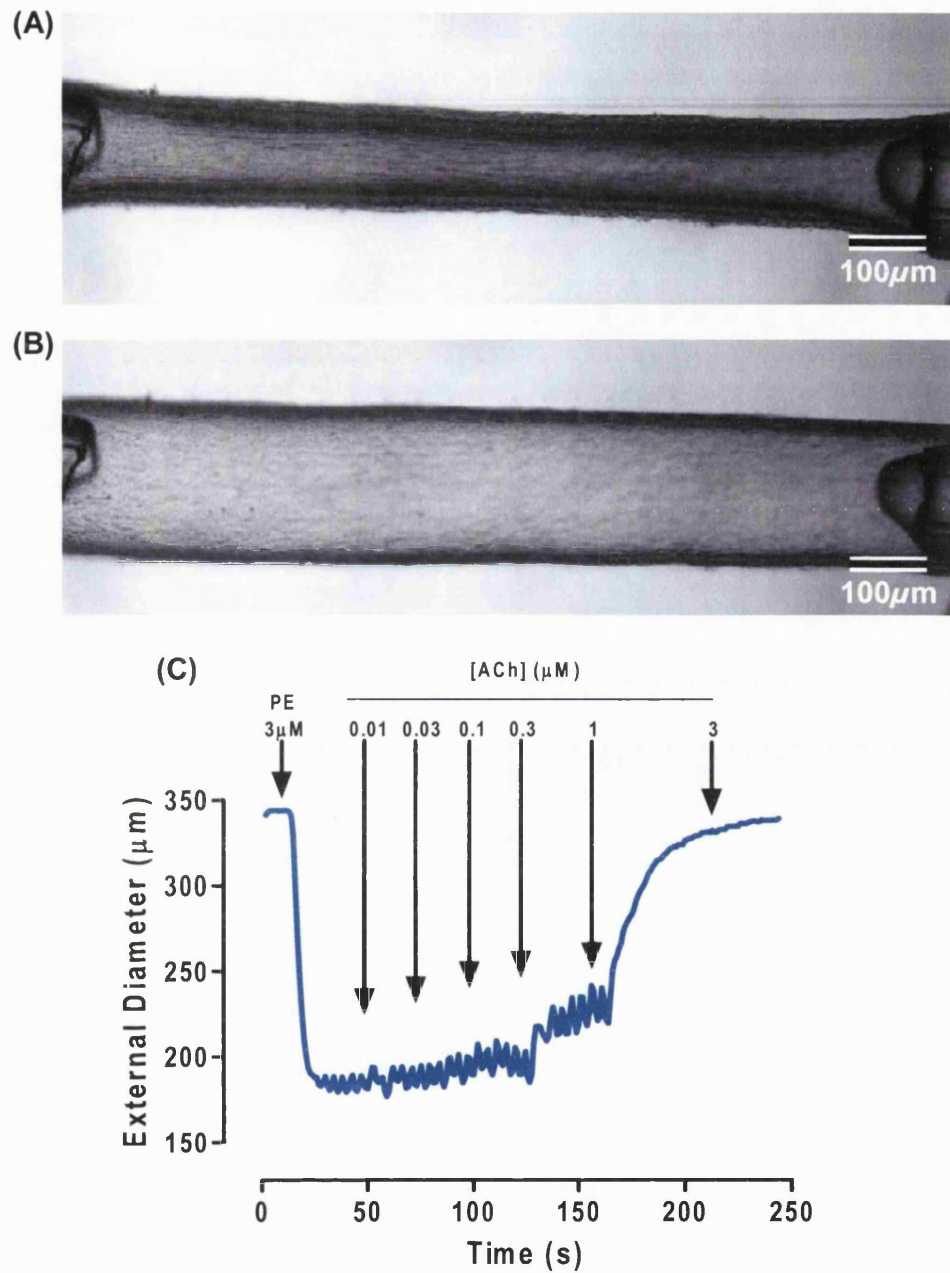 (A)
100µm
(B)
100µm
(C)
[ACh] (µM)
PE
3µM 0.01 0.03 0.1 0.3 1 3
External Diameter (µm)
350
300
250
200
150
0 50 100 150 200 250
Time (s)